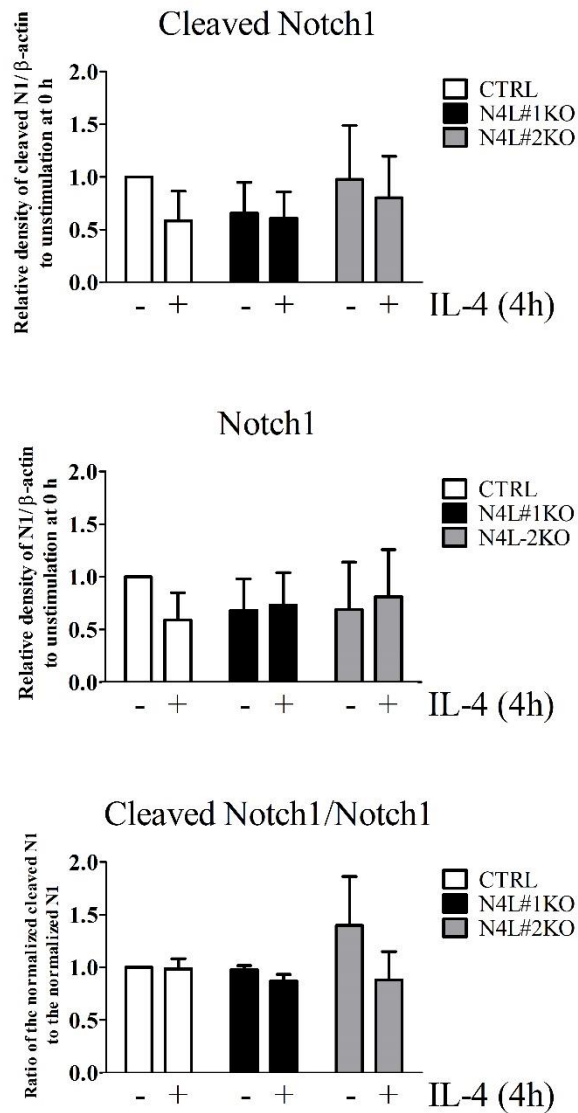 Cleaved Notch1
Relative density of cleaved N1/β-actin
to unstimulation at 0 h
2.0
1.5
1.0
0.5
0.0
CTRL
N4L#1KO
N4L#2KO
- + - + - + IL-4 (4h)
Notch1
Relative density of N1/β-actin
to unstimulation at 0 h
2.0
1.5
1.0
0.5
0.0
CTRL
N4L#1KO
N4L-2KO
- + - + - + IL-4 (4h)
Cleaved Notch1/Notch1
Ratio of the normalized cleaved N1
to the normalized N1
2.0
1.5
1.0
0.5
0.0
CTRL
N4L#1KO
N4L#2KO
- + - + - + IL-4 (4h)